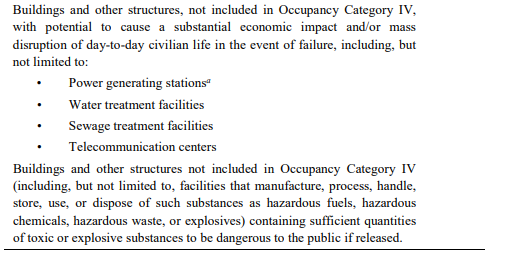 Buildings and other structures, not included in Occupancy Category IV,
with potential to cause a substantial economic impact and/or mass
disruption of day-to-day civilian life in the event of failure, including, but
not limited to:
• Power generating stationsᵃ
• Water treatment facilities
• Sewage treatment facilities
• Telecommunication centers
Buildings and other structures not included in Occupancy Category IV
(including, but not limited to, facilities that manufacture, process, handle,
store, use, or dispose of such substances as hazardous fuels, hazardous
chemicals, hazardous waste, or explosives) containing sufficient quantities
of toxic or explosive substances to be dangerous to the public if released.